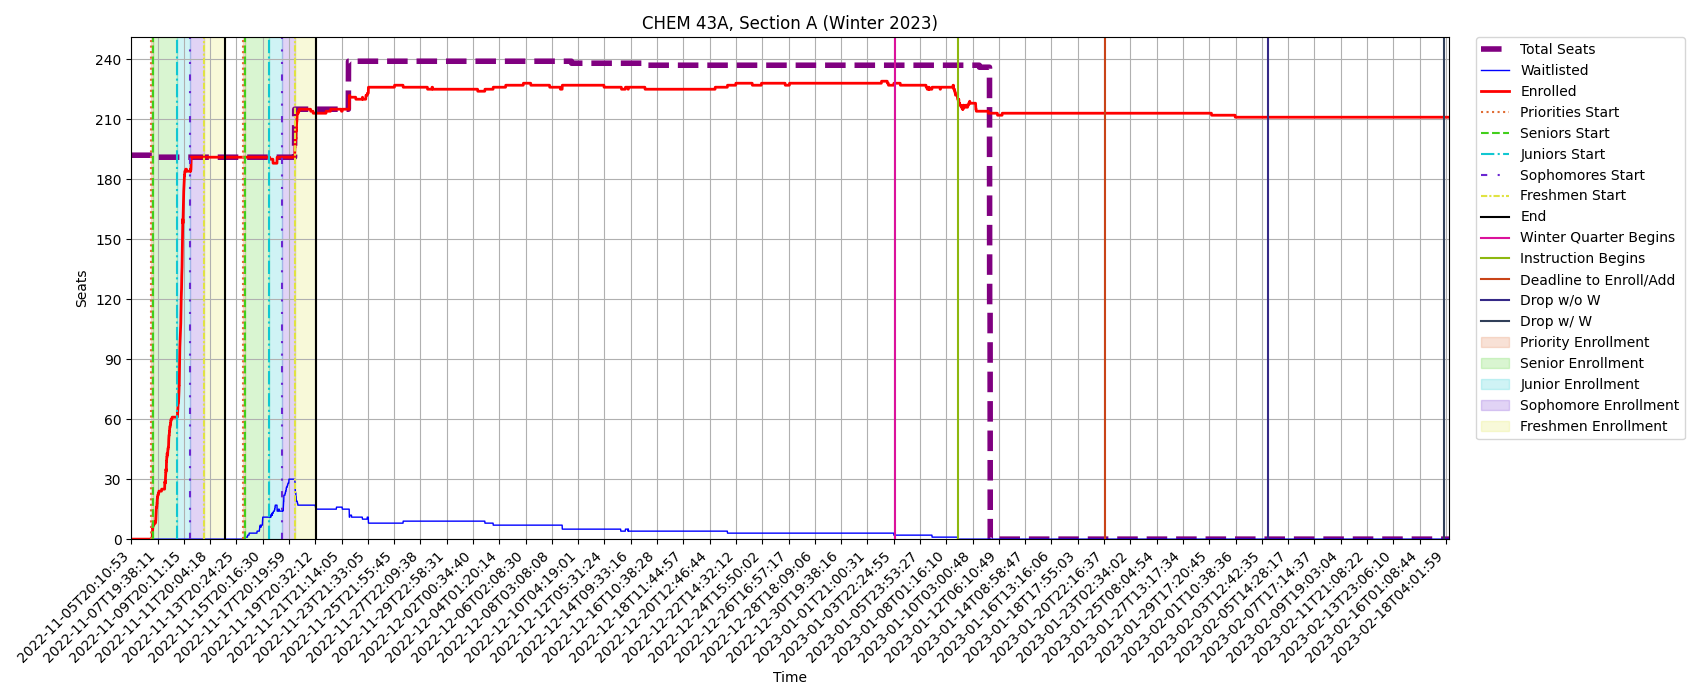 CHEM 43A, Section A (Winter 2023)
Seats
240
210
180
150
120
90
60
30
0
2022-11-05T20:10:53
2022-11-07T19:38:11
2022-11-09T20:11:15
2022-11-11T20:04:18
2022-11-13T20:24:25
2022-11-15T20:16:30
2022-11-17T20:19:59
2022-11-19T20:32:12
2022-11-21T21:14:05
2022-11-23T21:33:05
2022-11-25T21:55:45
2022-11-27T22:09:38
2022-11-29T22:58:31
2022-12-02T00:34:40
2022-12-04T01:20:14
2022-12-06T02:08:30
2022-12-08T03:08:08
2022-12-10T04:19:01
2022-12-12T05:31:24
2022-12-14T09:33:16
2022-12-16T10:38:28
2022-12-18T11:44:57
2022-12-20T12:46:44
2022-12-22T14:32:12
2022-12-24T15:50:02
2022-12-26T16:57:17
2022-12-28T18:09:06
2022-12-30T19:38:16
2023-01-01T21:00:31
2023-01-03T22:24:55
2023-01-05T23:53:27
2023-01-08T01:16:10
2023-01-10T03:00:48
2023-01-12T06:10:49
2023-01-14T08:58:47
2023-01-16T13:16:06
2023-01-18T17:55:03
2023-01-20T22:16:37
2023-01-23T02:34:02
2023-01-25T08:04:54
2023-01-27T13:17:34
2023-01-29T17:20:45
2023-02-01T10:38:36
2023-02-03T12:42:35
2023-02-05T14:28:17
2023-02-07T17:14:37
2023-02-09T19:03:04
2023-02-11T21:08:22
2023-02-13T23:06:10
2023-02-16T01:08:44
2023-02-18T04:01:59
Time
Total Seats
Waitlisted
Enrolled
Priorities Start
Seniors Start
Juniors Start
Sophomores Start
Freshmen Start
End
Winter Quarter Begins
Instruction Begins
Deadline to Enroll/Add
Drop w/o W
Drop w/ W
Priority Enrollment
Senior Enrollment
Junior Enrollment
Sophomore Enrollment
Freshmen Enrollment